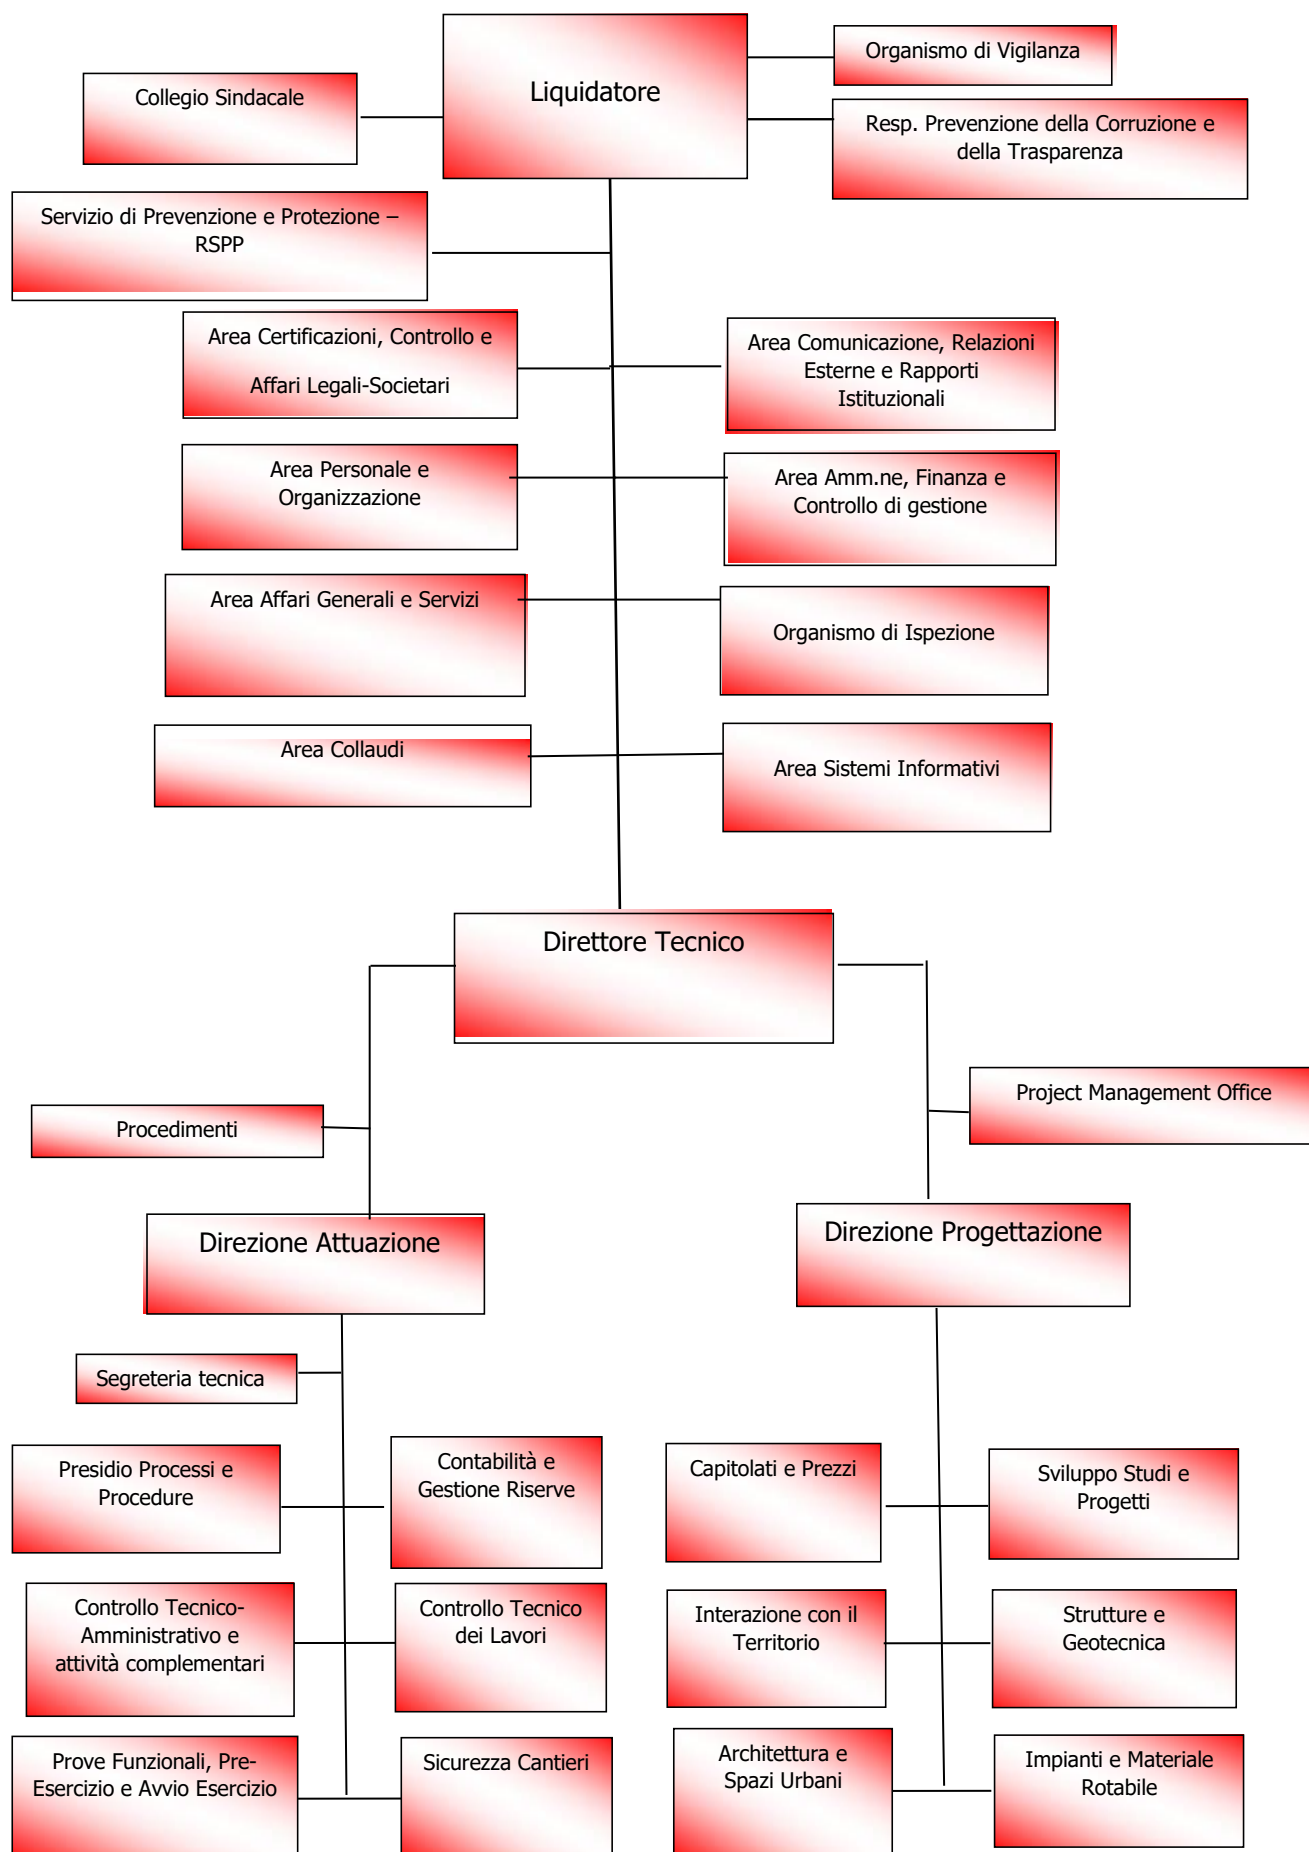 Liquidatore
Organismo di Vigilanza
Collegio Sindacale
Resp. Prevenzione della Corruzione e
della Trasparenza
Servizio di Prevenzione e Protezione –
RSPP
Area Certificazioni, Controllo e
Affari Legali-Societari
Area Comunicazione, Relazioni
Esterne e Rapporti
Istituzionali
Area Personale e
Organizzazione
Area Amm.ne, Finanza e
Controllo di gestione
Area Affari Generali e Servizi
Organismo di Ispezione
Area Collaudi
Area Sistemi Informativi
Direttore Tecnico
Project Management Office
Procedimenti
Direzione Attuazione
Direzione Progettazione
Segreteria tecnica
Presidio Processi e
Procedure
Contabilità e
Gestione Riserve
Capitolati e Prezzi
Sviluppo Studi e
Progetti
Controllo Tecnico-
Amministrativo e
attività complementari
Controllo Tecnico
dei Lavori
Interazione con il
Territorio
Strutture e
Geotecnica
Prove Funzionali, Pre-
Esercizio e Avvio Esercizio
Sicurezza Cantieri
Architettura e
Spazi Urbani
Impianti e Materiale
Rotabile